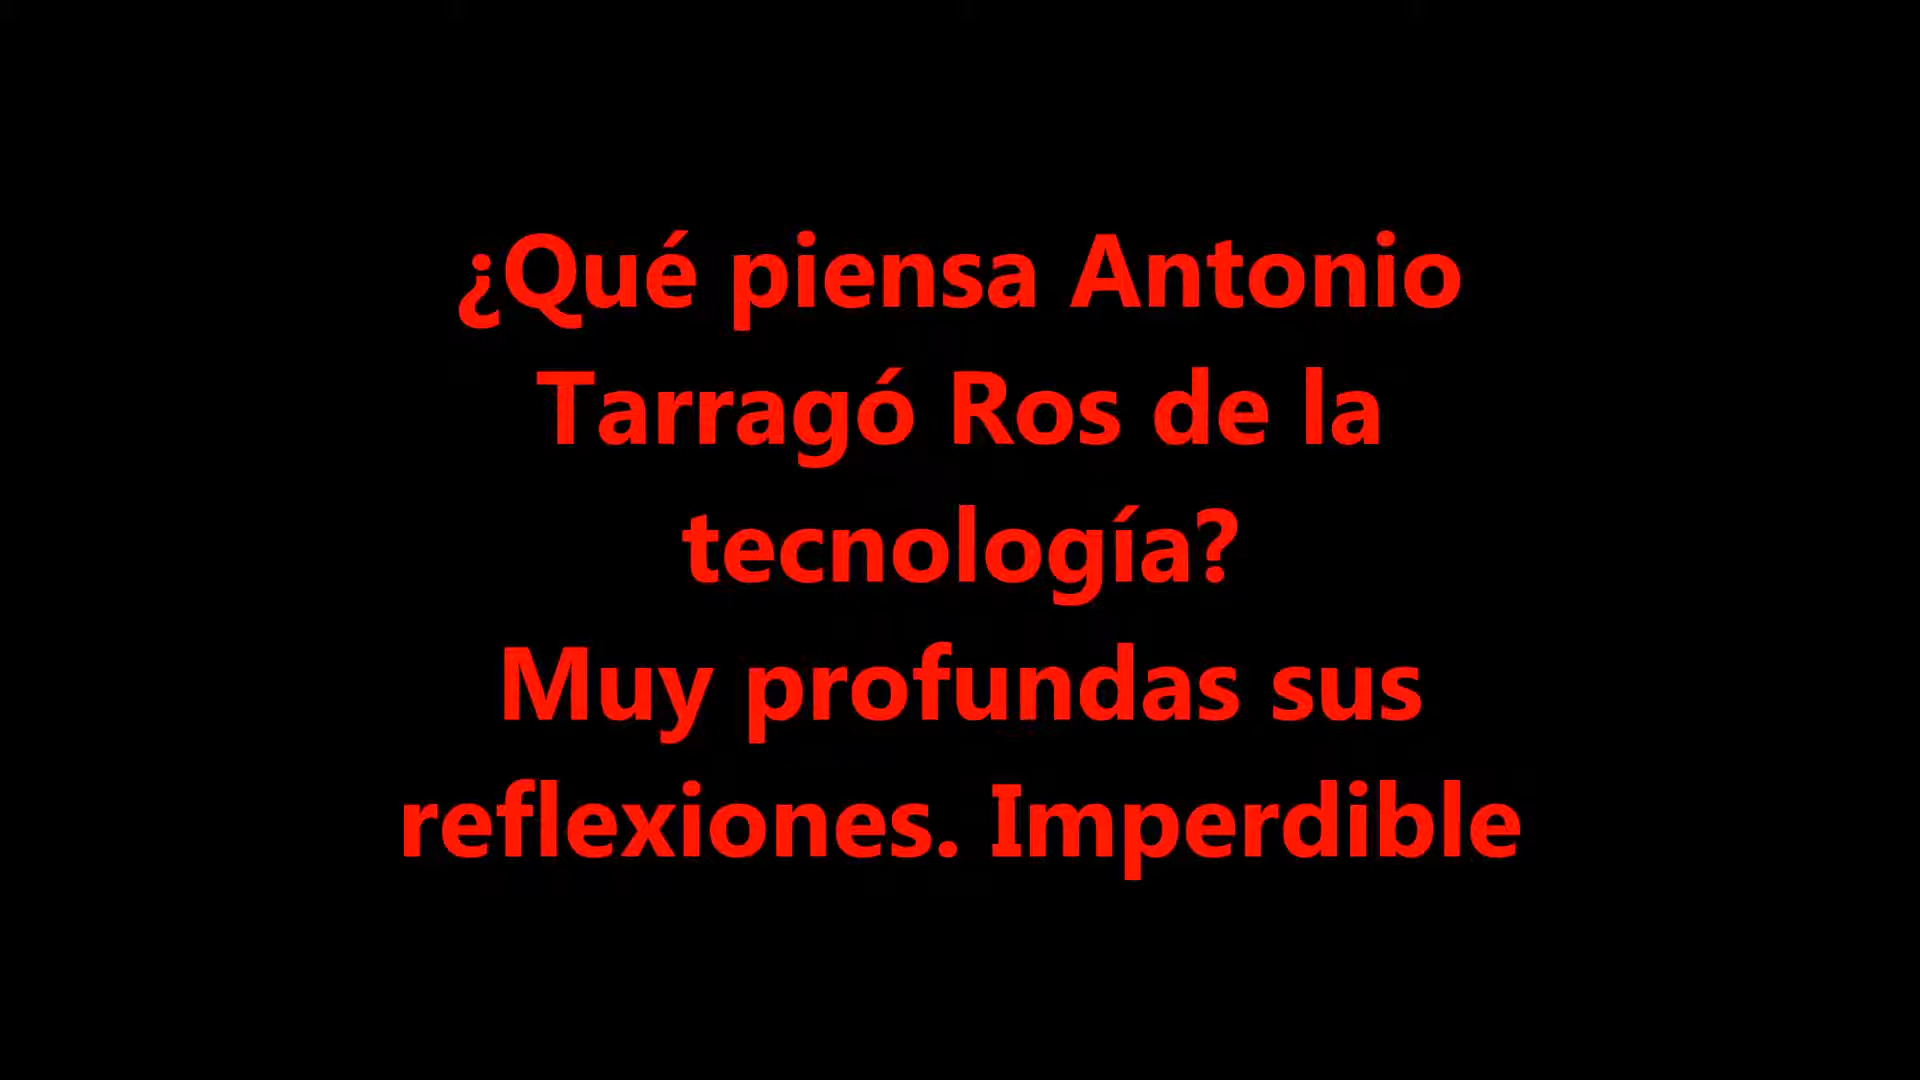 ¿Qué piensa Antonio
Tarragó Ros de la
tecnología?
Muy profundas sus
reflexiones. Imperdible